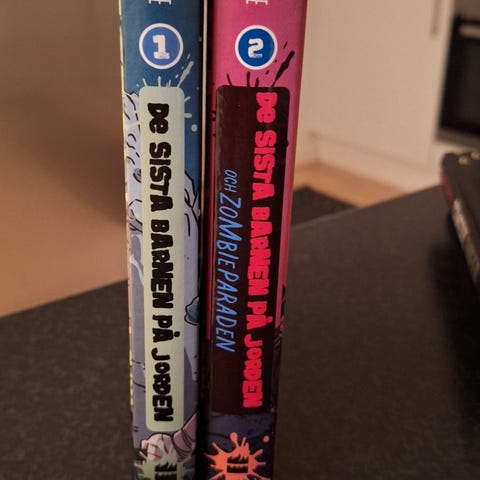 1
De SISTA BARNEN PÅ JORDEN
2
De SISTA BARNEN PÅ JORDEN
OCH ZOMBIEPARADEN